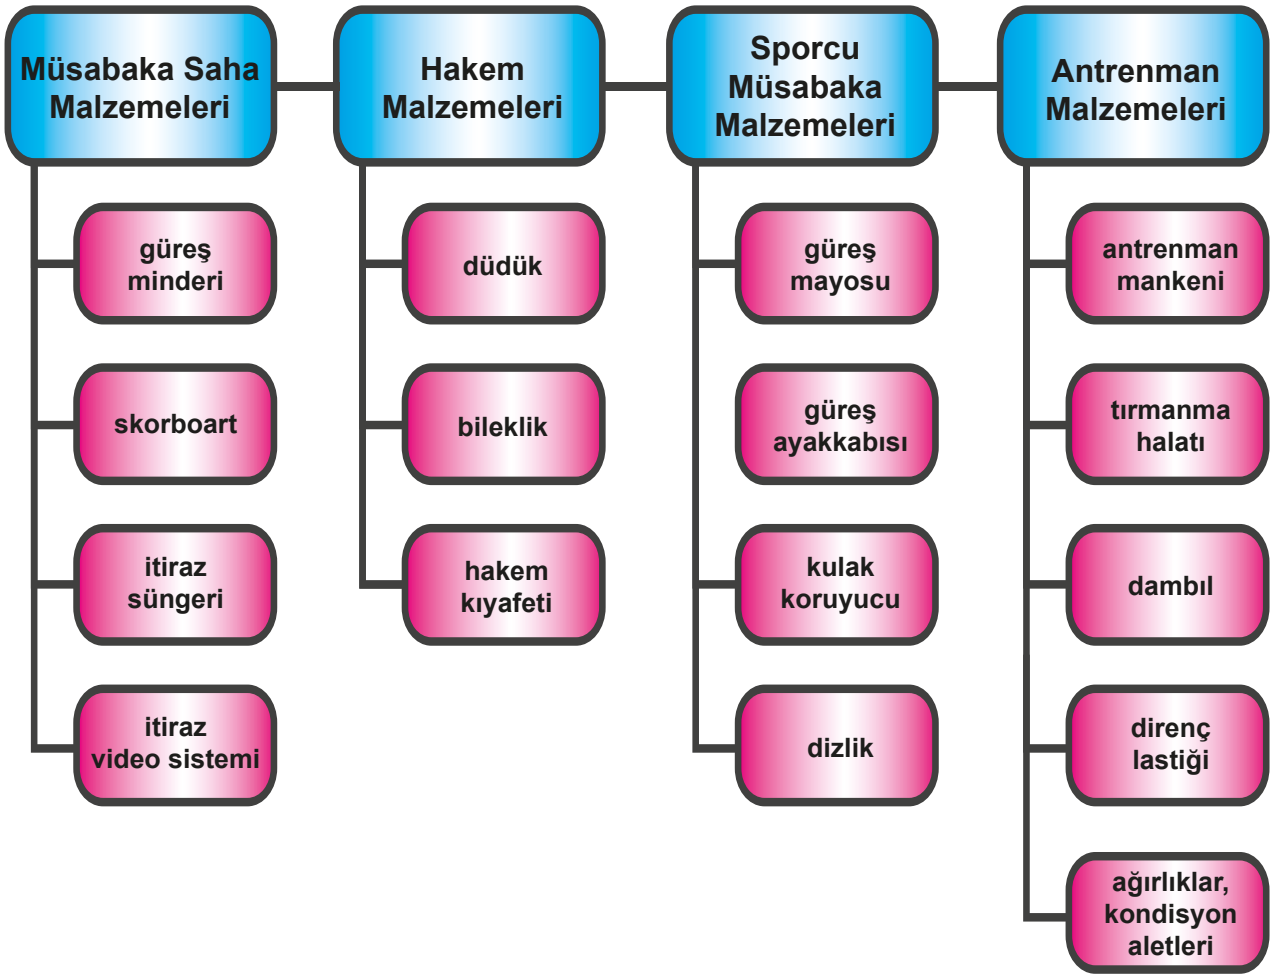 Müsabaka Saha
Malzemeleri
güreş
minderi
skorboart
itiraz
süngeri
itiraz
video sistemi
Hakem
Malzemeleri
düdük
bileklik
hakem
kıyafeti
Sporcu
Müsabaka
Malzemeleri
güreş
mayosu
güreş
ayakkabısı
kulak
koruyucu
dizlik
Antrenman
Malzemeleri
antrenman
mankeni
tırmanma
halatı
dambıl
direnç
lastiği
ağırlıklar,
kondisyon
aletleri